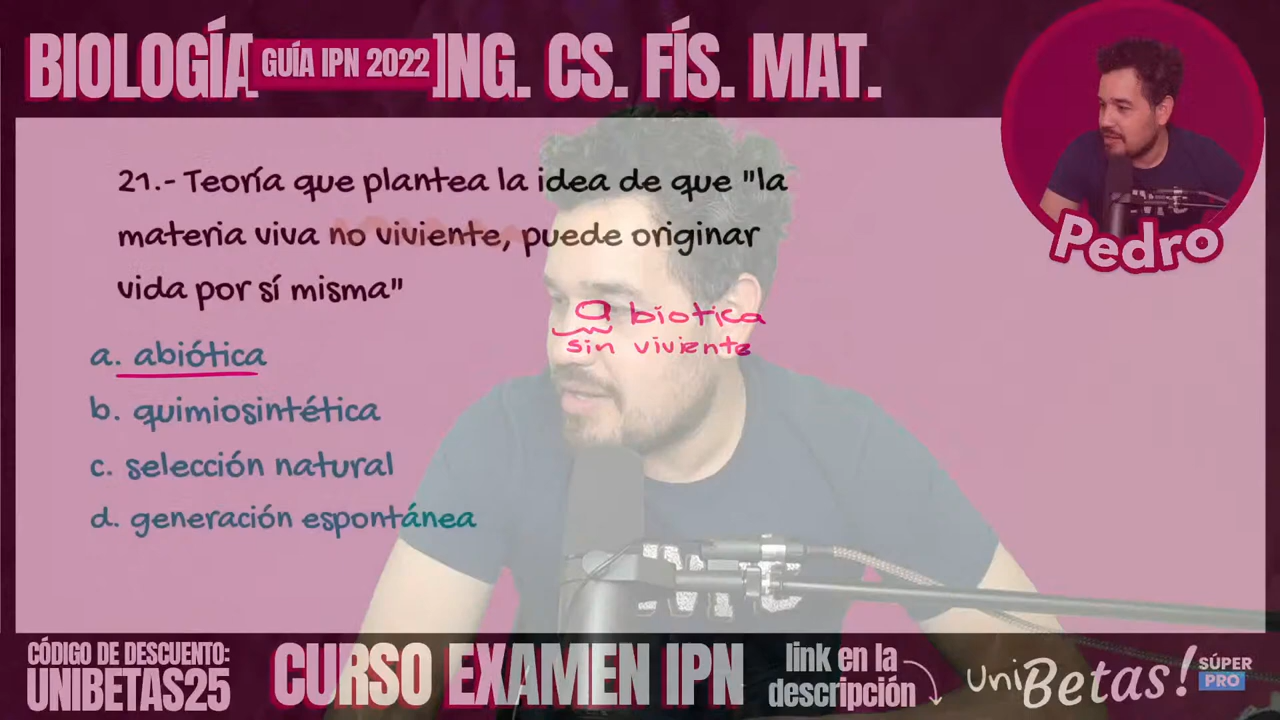 BIOLOGÍA GUÍA IPN 2022 ING. CS. FÍS. MAT.
Pedro
21.- Teoría que plantea la idea de que "la
materia viva no viviente, puede originar
vida por sí misma"
a biotica
sin viviente
a. abiótica
b. quimiosintética
c. selección natural
d. generación espontánea
CÓDIGO DE DESCUENTO:
UNIBETAS25
CURSO EXAMEN IPN
link en la
descripción
UniBetas!
SÚPER
PRO